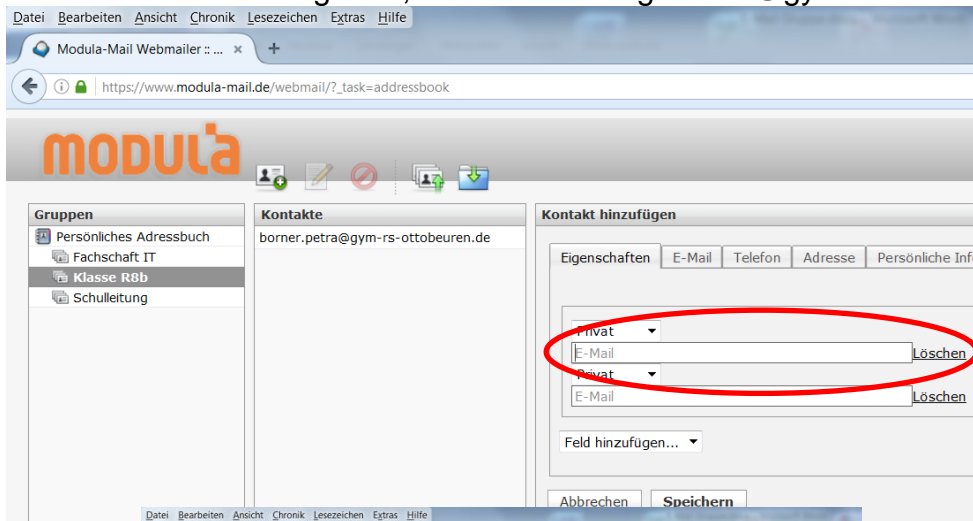 Datei Bearbeiten Ansicht Chronik Lesezeichen Extras Hilfe
Modula-Mail Webmailer :: ... × +
https://www.modula-mail.de/webmail/?_task=addressbook
modula
Gruppen
Persönliches Adressbuch
Fachschaft IT
Klasse R8b
Schulleitung
Kontakte
borner.petra@gym-rs-ottobeuren.de
Kontakt hinzufügen
Eigenschaften E-Mail Telefon Adresse Persönliche Inf
Privat
E-Mail Löschen
Privat
E-Mail Löschen
Feld hinzufügen...
Abbrechen Speichern
Datei Bearbeiten Ansicht Chronik Lesezeichen Extras Hilfe